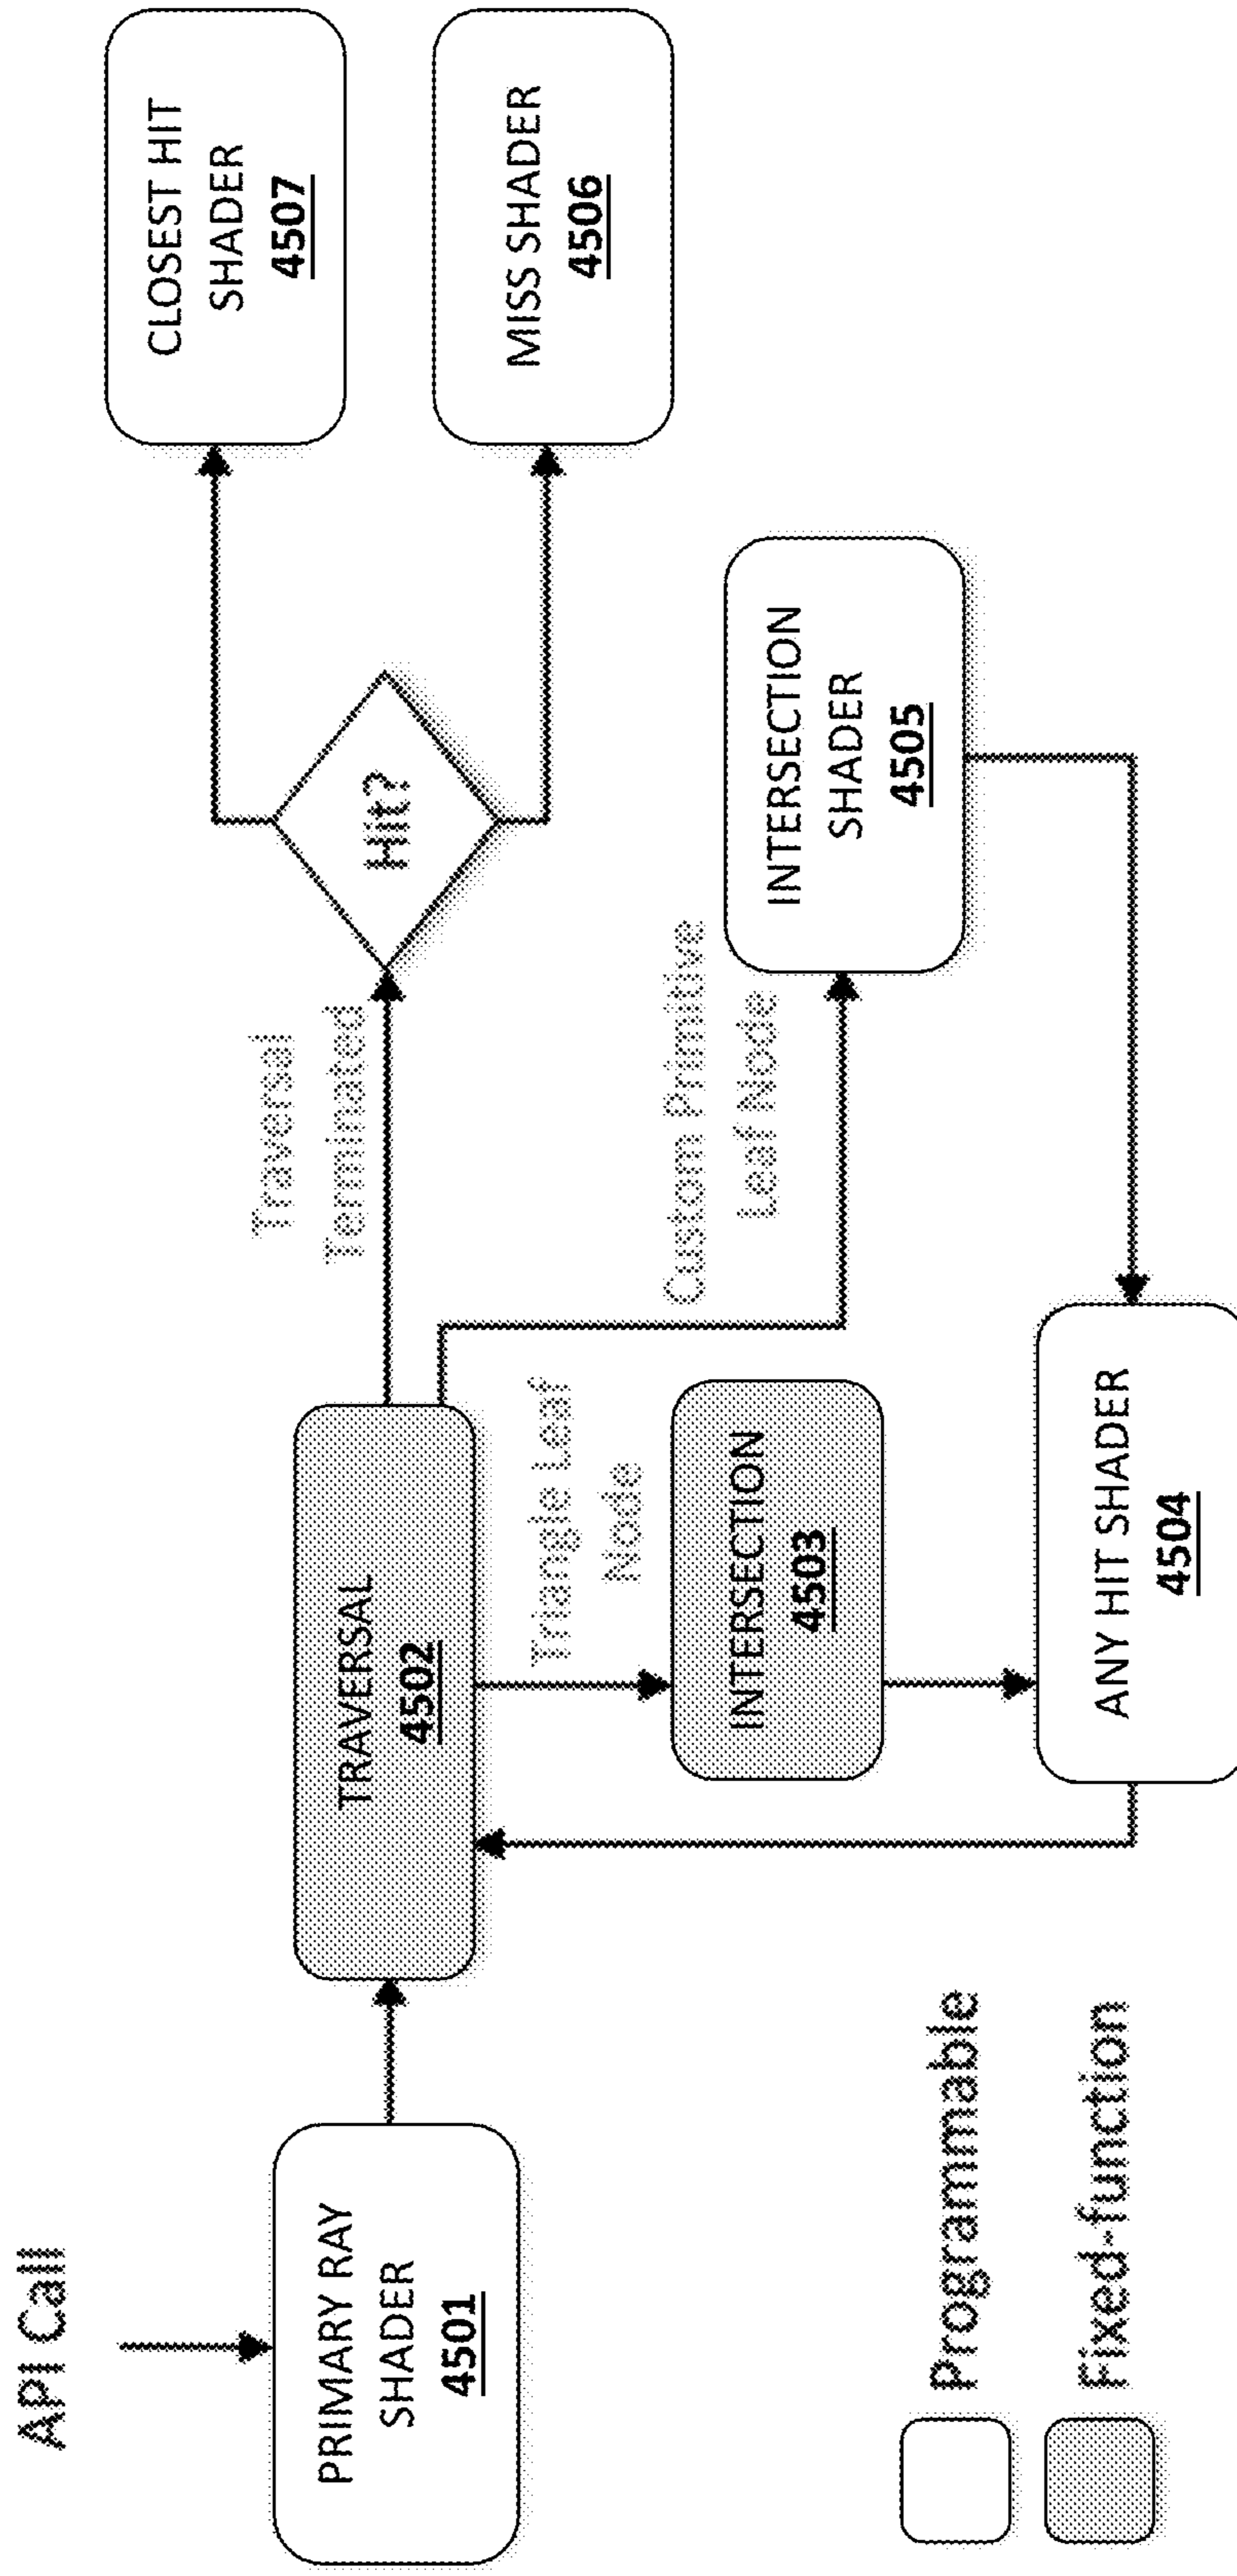 API Call
PRIMARY RAY
SHADER
4501
TRAVERSAL
4502
Traversal
Terminated
Hit?
CLOSEST HIT
SHADER
4507
MISS SHADER
4506
Triangle Leaf
Node
Custom Primitive
Leaf Node
INTERSECTION
4503
INTERSECTION
SHADER
4505
ANY HIT SHADER
4504
Programmable
Fixed-function